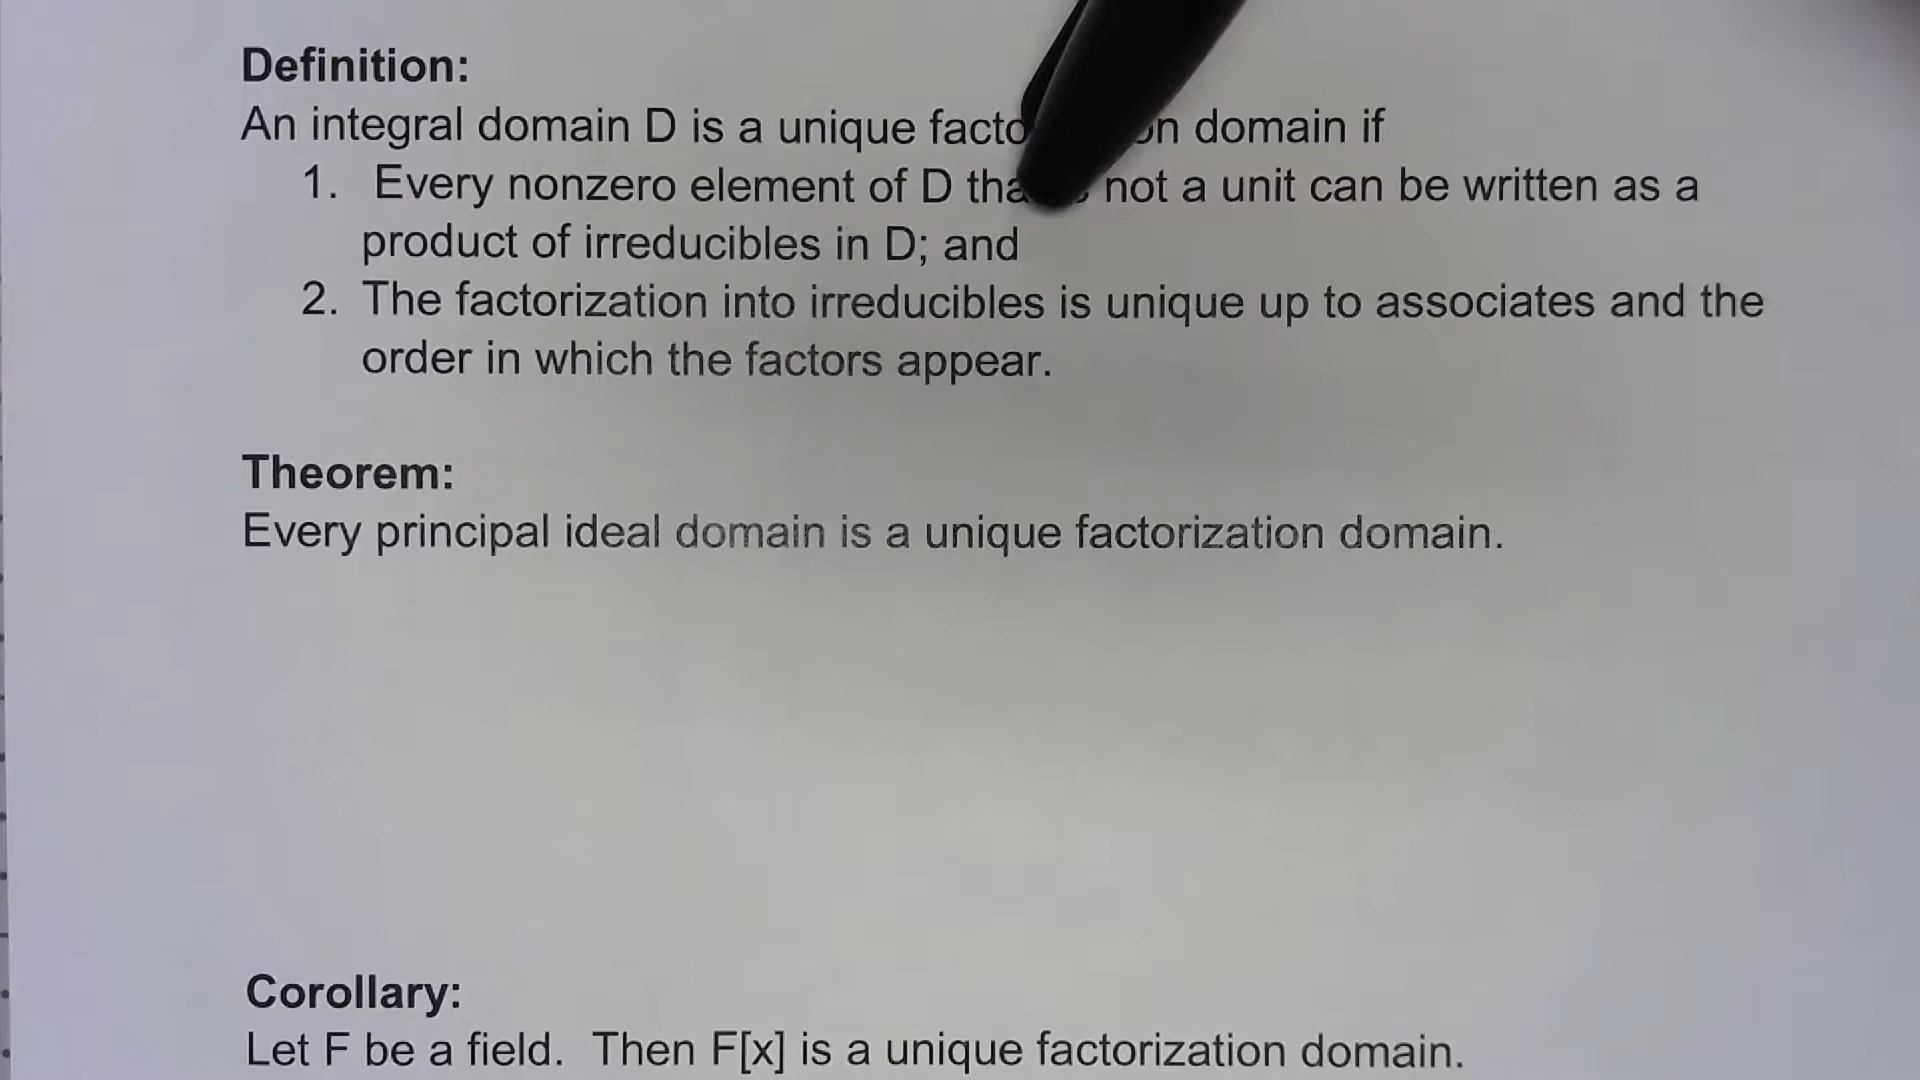 Definition:
An integral domain D is a unique domain if
1. Every nonzero element of D not a unit can be written as a
product of irreducibles in D; and
2. The factorization into irreducibles is unique up to associates and the
order in which the factors appear.
Theorem:
Every principal ideal domain is a unique factorization domain.
Corollary:
Let F be a field. Then F[x] is a unique factorization domain.